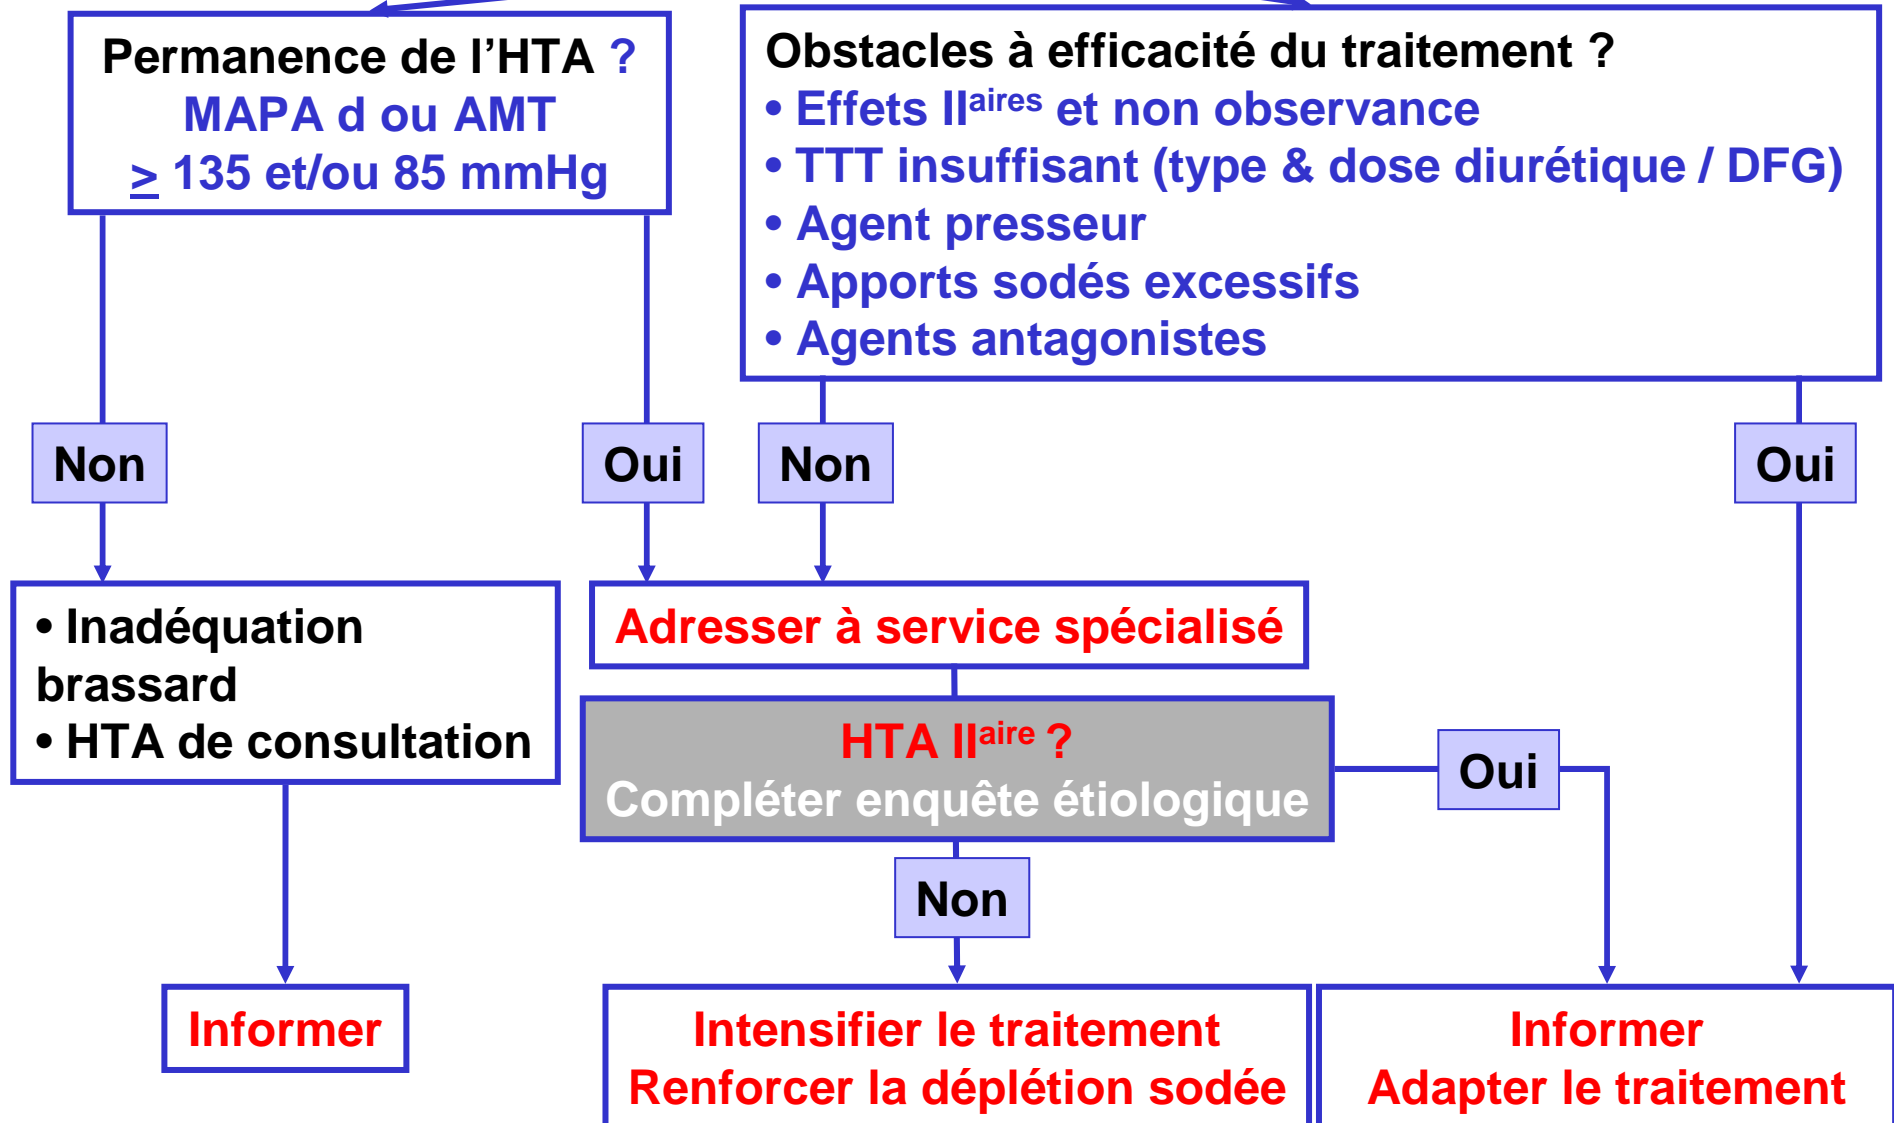 Permanence de l’HTA ?
MAPA d ou AMT
≥ 135 et/ou 85 mmHg
Obstacles à efficacité du traitement ?
• Effets IIaires et non observance
• TTT insuffisant (type & dose diurétique / DFG)
• Agent presseur
• Apports sodés excessifs
• Agents antagonistes
Non
Oui
Non
Oui
• Inadéquation
brassard
• HTA de consultation
Adresser à service spécialisé
HTA IIaire ?
Compléter enquête étiologique
Oui
Non
Informer
Intensifier le traitement
Renforcer la déplétion sodée
Informer
Adapter le traitement